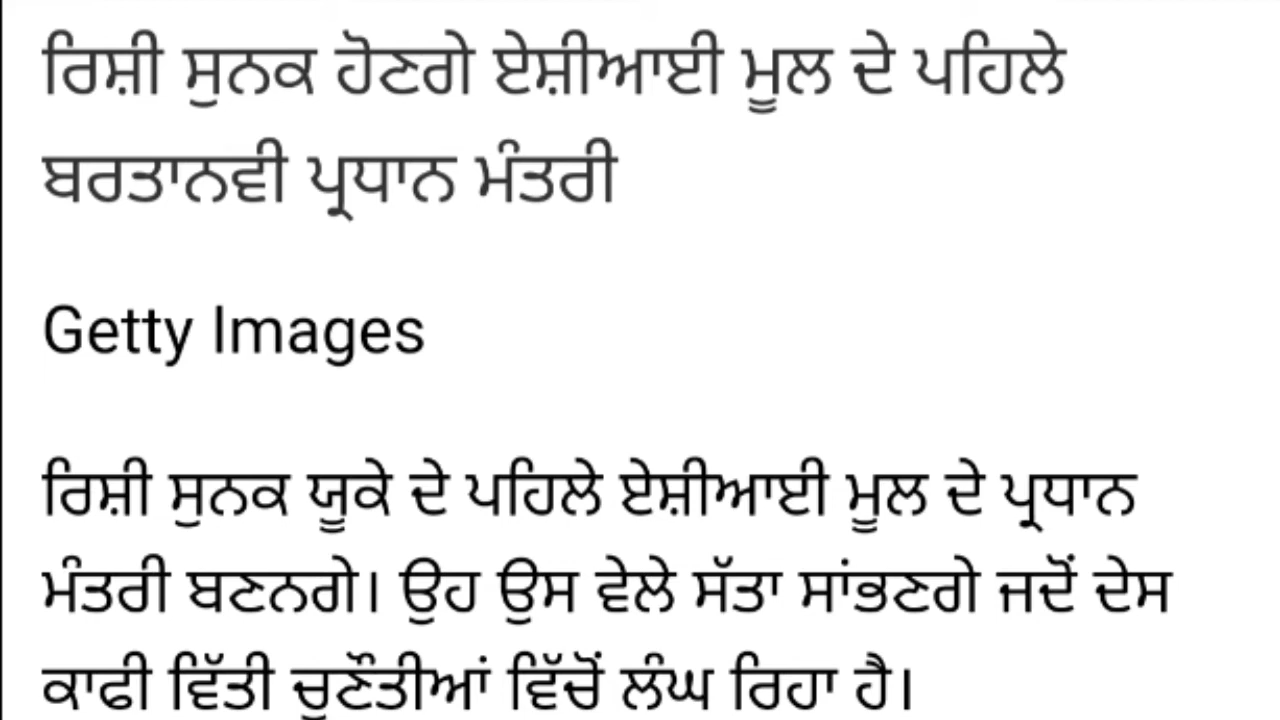 ਰਿਸ਼ੀ ਸੁਨਕ ਹੋਣਗੇ ਏਸ਼ੀਆਈ ਮੂਲ ਦੇ ਪਹਿਲੇ
ਬਰਤਾਨਵੀ ਪ੍ਰਧਾਨ ਮੰਤਰੀ
Getty Images
ਰਿਸ਼ੀ ਸੁਨਕ ਯੂਕੇ ਦੇ ਪਹਿਲੇ ਏਸ਼ੀਆਈ ਮੂਲ ਦੇ ਪ੍ਰਧਾਨ
ਮੰਤਰੀ ਬਣਨਗੇ। ਉਹ ਉਸ ਵੇਲੇ ਸੱਤਾ ਸਾਂਭਣਗੇ ਜਦੋਂ ਦੇਸ
ਕਾਫੀ ਵਿੱਤੀ ਚੁਣੌਤੀਆਂ ਵਿੱਚੋਂ ਲੰਘ ਰਿਹਾ ਹੈ।